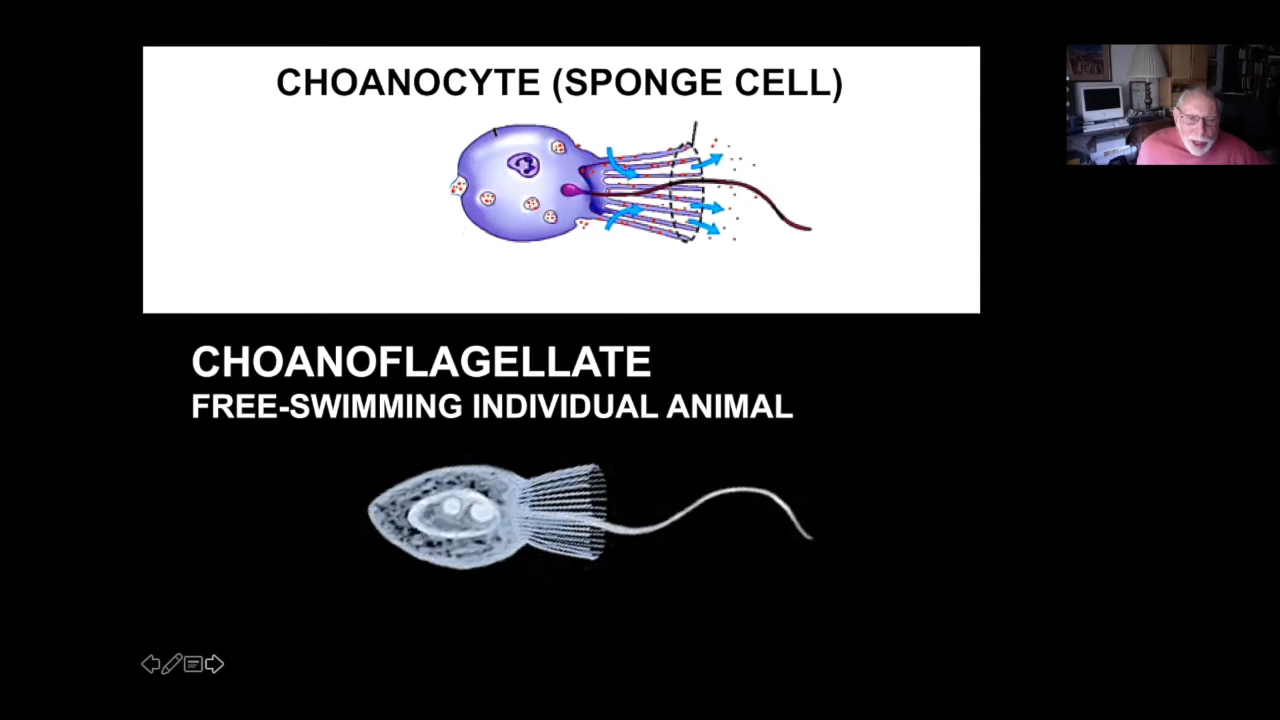 CHOANOCYTE (SPONGE CELL)
CHOANOFLAGELLATE
FREE-SWIMMING INDIVIDUAL ANIMAL